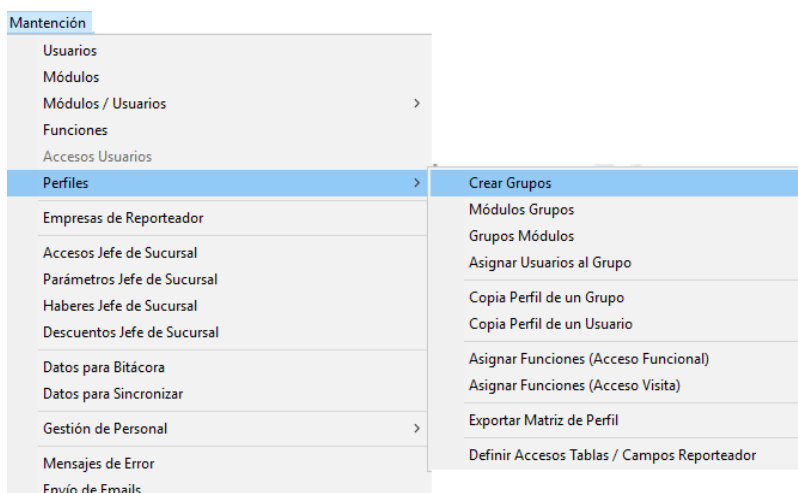 Mantención
Usuarios
Módulos
Módulos / Usuarios
Funciones
Accesos Usuarios
Perfiles
Empresas de Reporteador
Accesos Jefe de Sucursal
Parámetros Jefe de Sucursal
Haberes Jefe de Sucursal
Descuentos Jefe de Sucursal
Datos para Bitácora
Datos para Sincronizar
Gestión de Personal
Mensajes de Error
Envío de Emails
Crear Grupos
Módulos Grupos
Grupos Módulos
Asignar Usuarios al Grupo
Copia Perfil de un Grupo
Copia Perfil de un Usuario
Asignar Funciones (Acceso Funcional)
Asignar Funciones (Acceso Visita)
Exportar Matriz de Perfil
Definir Accesos Tablas / Campos Reporteador